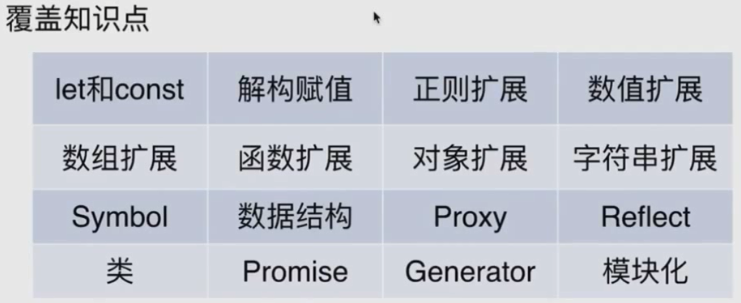 覆盖知识点
let和const 解构赋值 正则扩展 数值扩展
数组扩展 函数扩展 对象扩展 字符串扩展
Symbol 数据结构 Proxy Reflect
类 Promise Generator 模块化